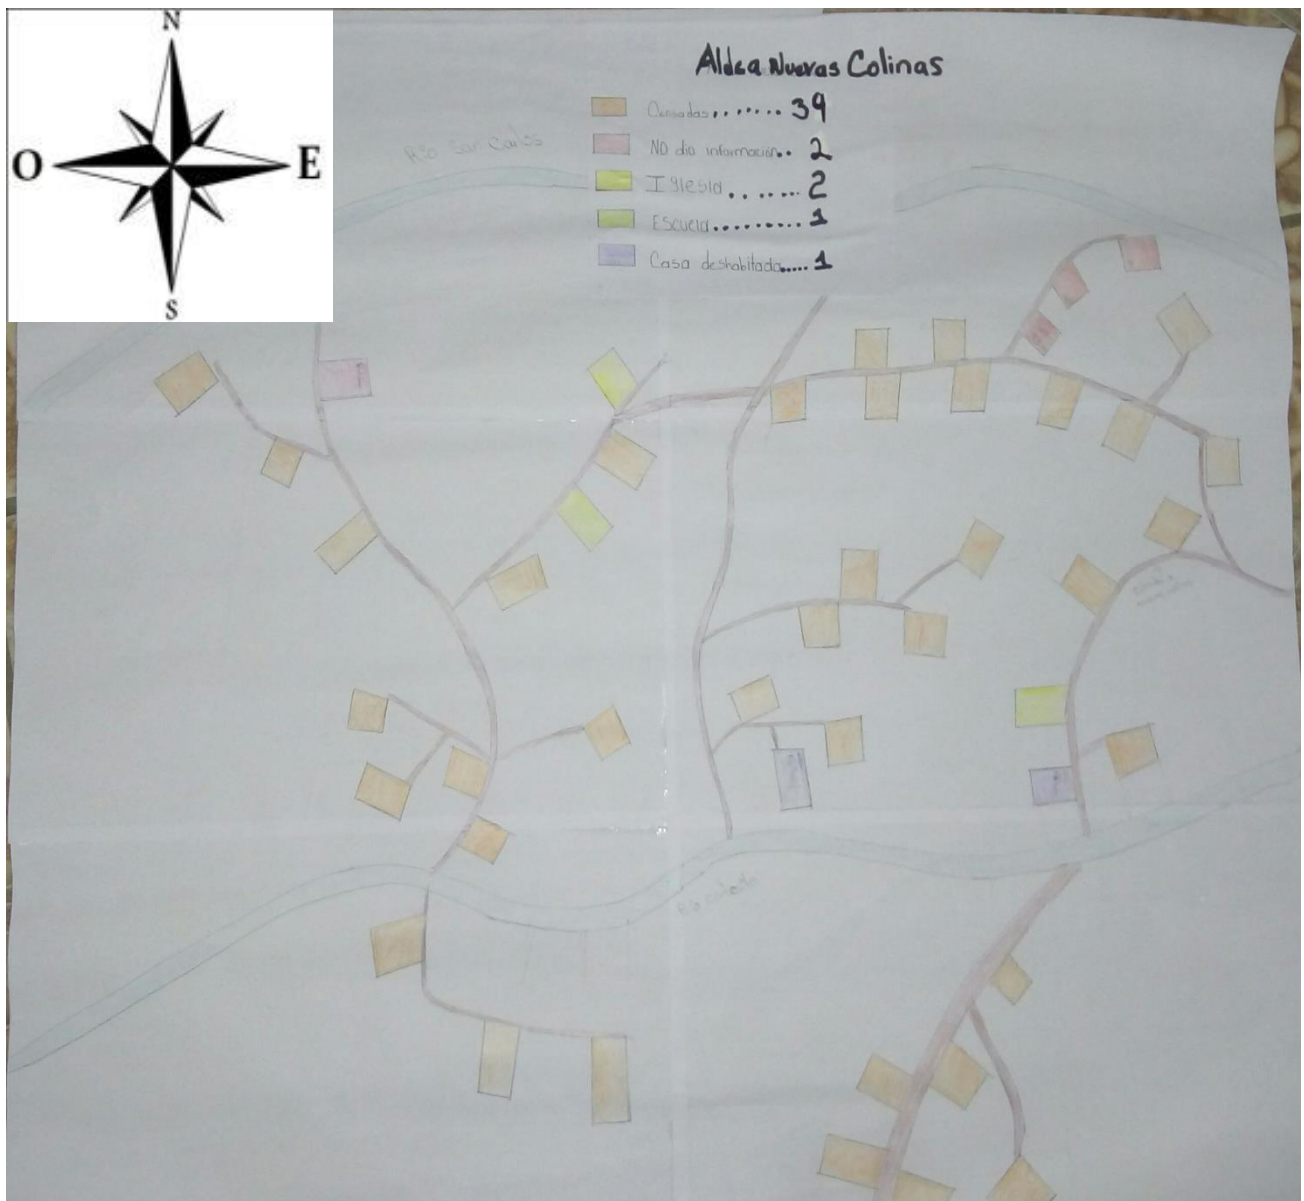 N
O E
S
Aldea Nuevas Colinas
Censadas....... 39
NO dio información.. 2
Iglesia....... 2
Escuela......... 1
Casa deshabitada..... 1
Río San Carlos